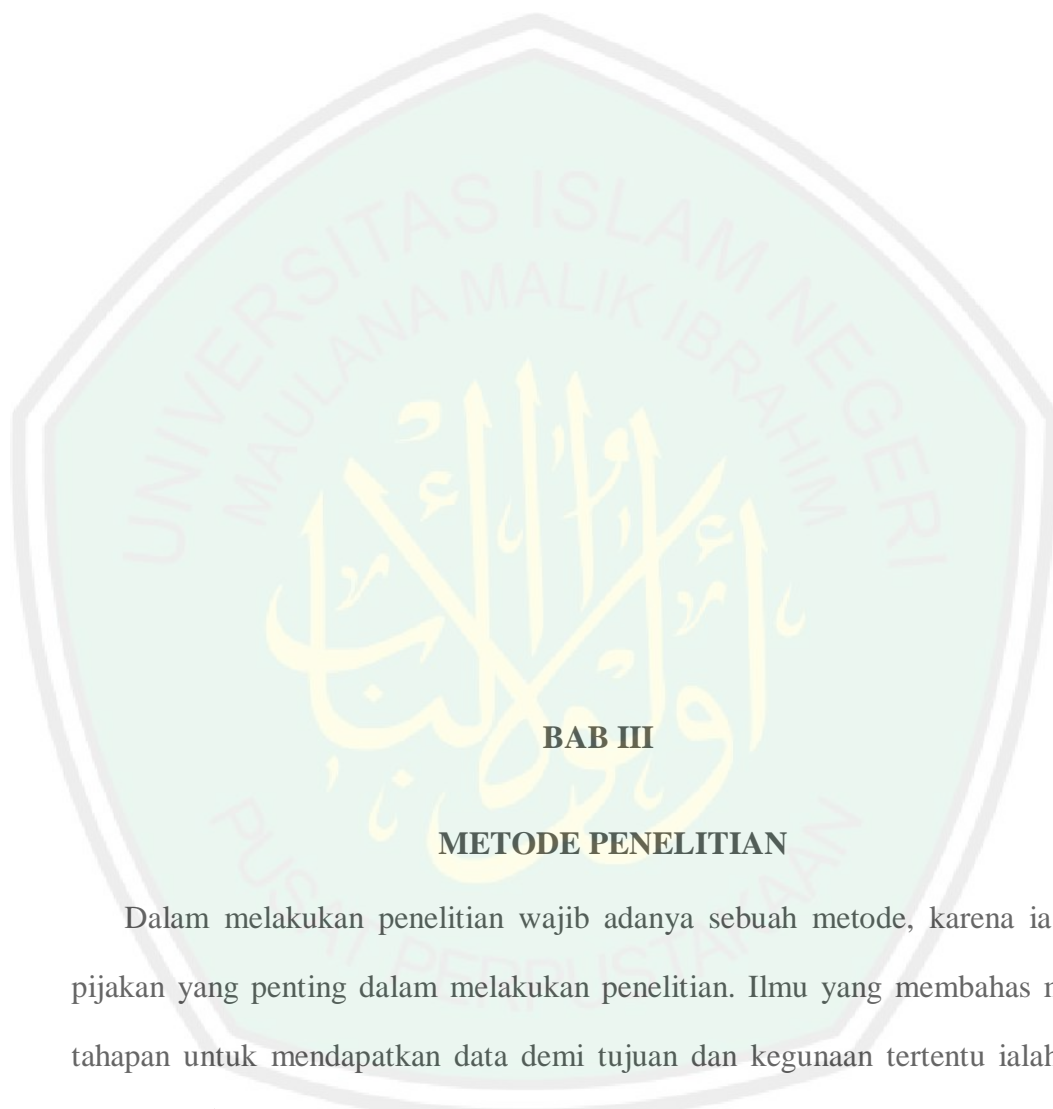 UNIVERSITAS ISLAM NEGERI
MAULANA MALIK IBRAHIM
أولو الألباب
BAB III
METODE PENELITIAN
PUSAT PERPUSTAKAAN
Dalam melakukan penelitian wajib adanya sebuah metode, karena ia
pijakan yang penting dalam melakukan penelitian. Ilmu yang membahas
tahapan untuk mendapatkan data demi tujuan dan kegunaan tertentu ialah